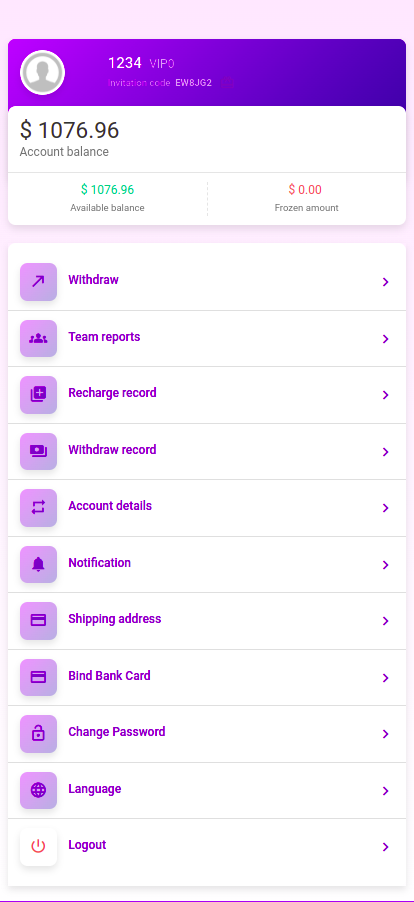 1234 VIP0
Invitation code EW8JG2
$ 1076.96
Account balance
$ 1076.96
$ 0.00
Available balance
Frozen amount
Withdraw
Team reports
Recharge record
Withdraw record
Account details
Notification
Shipping address
Bind Bank Card
Change Password
Language
Logout